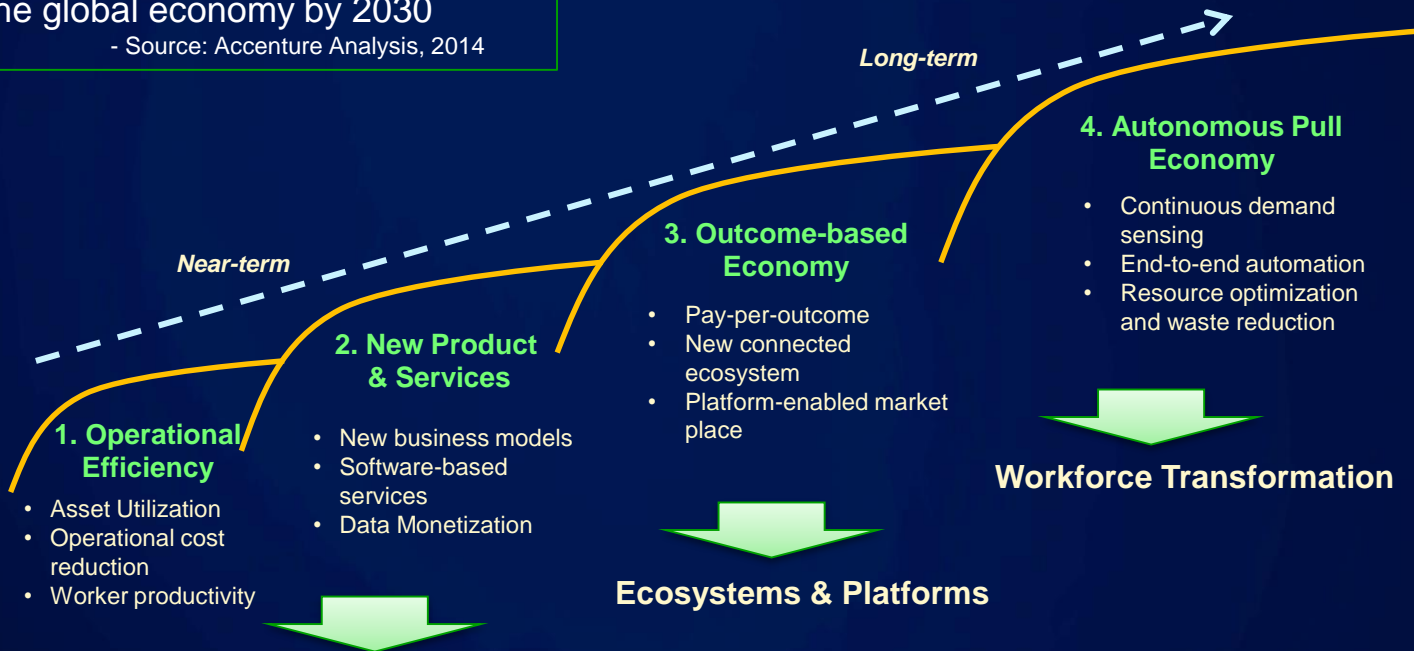 the global economy by 2030
- Source: Accenture Analysis, 2014
Long-term
Near-term
1. Operational
Efficiency
• Asset Utilization
• Operational cost
reduction
• Worker productivity
2. New Product
& Services
• New business models
• Software-based
services
• Data Monetization
3. Outcome-based
Economy
• Pay-per-outcome
• New connected
ecosystem
• Platform-enabled market
place
Ecosystems & Platforms
4. Autonomous Pull
Economy
• Continuous demand
sensing
• End-to-end automation
• Resource optimization
and waste reduction
Workforce Transformation